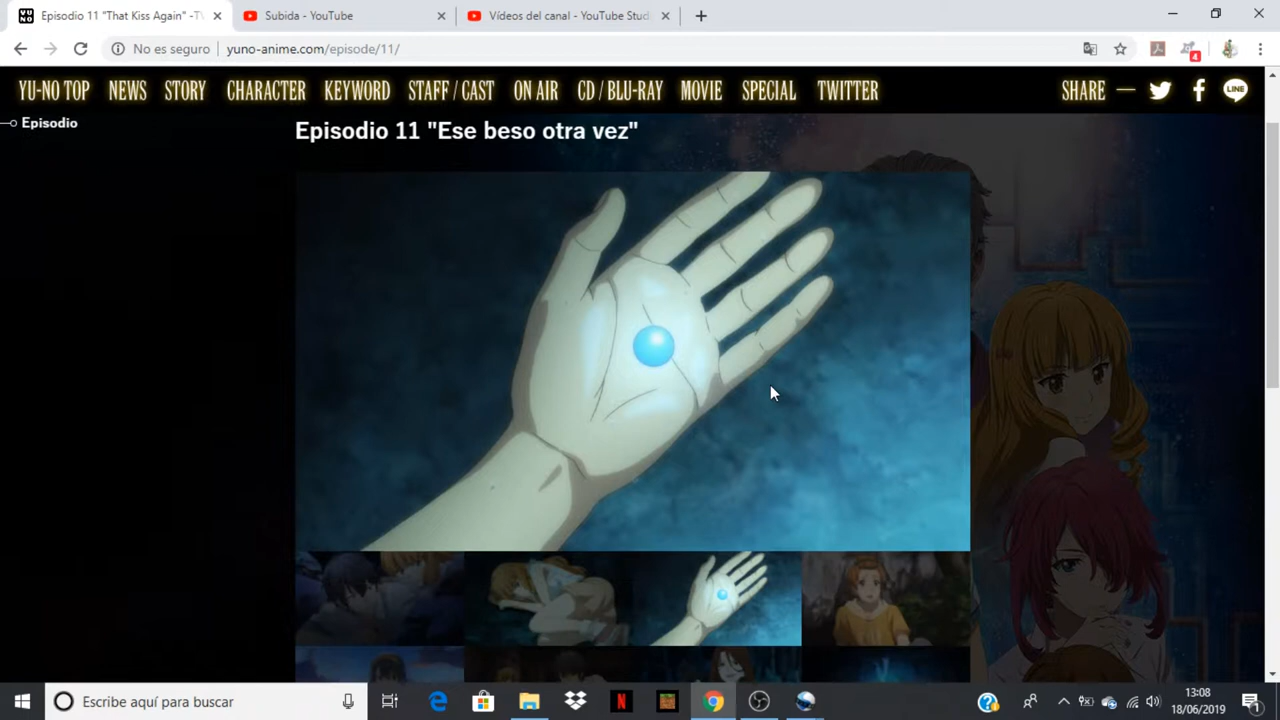 Episodio 11 "That Kiss Again" -TV
Subida - YouTube
Vídeos del canal - YouTube Stud
No es seguro
yuno-anime.com/episode/11/
YU-NO TOP NEWS STORY CHARACTER KEYWORD STAFF / CAST ON AIR CD / BLU-RAY MOVIE SPECIAL TWITTER SHARE LINE
Episodio
Episodio 11 "Ese beso otra vez"
Escribe aquí para buscar
13:08
18/06/2019